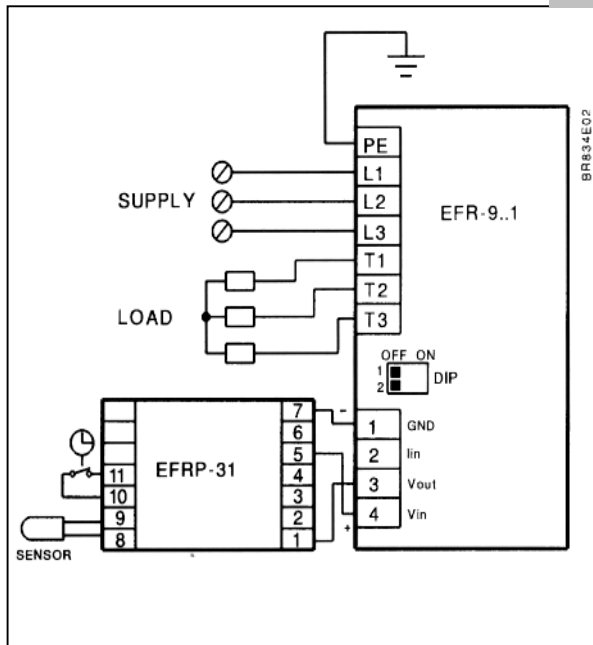 BR834E02
PE
L1
SUPPLY
L2
EFR-9..1
L3
T1
T2
LOAD
T3
OFF ON
1
2
DIP
7
-
1
GND
6
2
Iin
11
EFRP-31
5
4
3
Vout
10
3
9
2
+
4
Vin
8
1
SENSOR